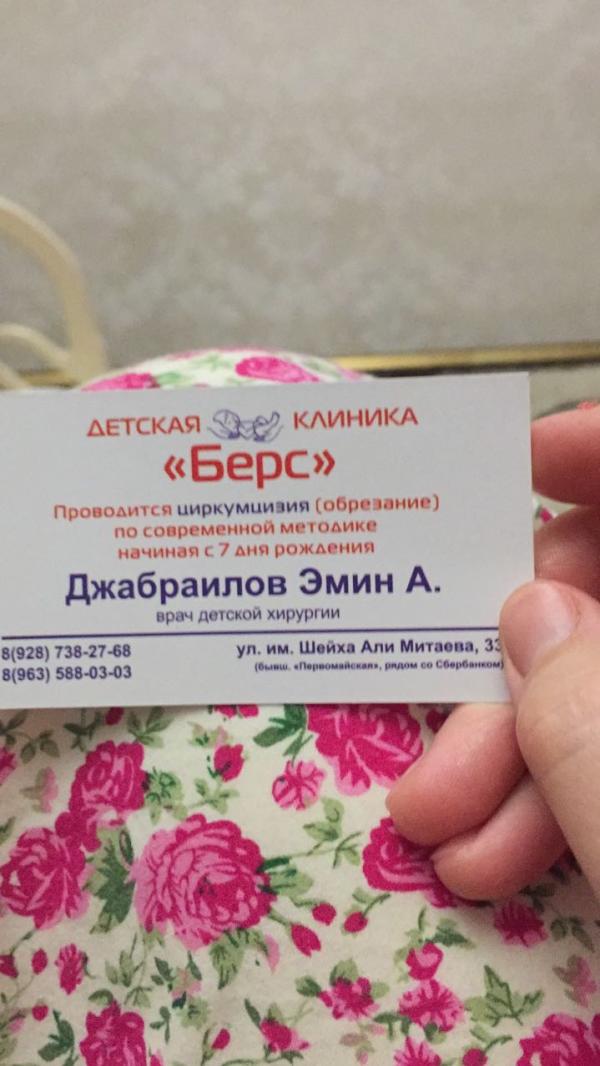 ДЕТСКАЯ КЛИНИКА
«Берс»
Проводится циркумцизия (обрезание)
по современной методике
начиная с 7 дня рождения
Джабраилов Эмин А.
врач детской хирургии
8(928) 738-27-68
8(963) 588-03-03
ул. им. Шейха Али Митаева, 33
(бывш. «Первомайская», рядом со Сбербанком)